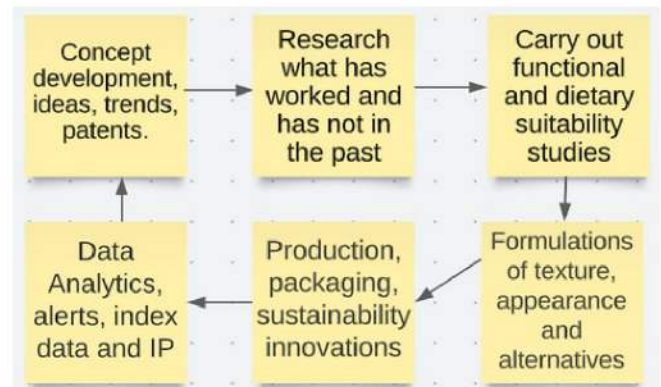 Concept
development,
ideas, trends,
patents.
Research
what has
worked and
has not in
the past
Carry out
functional
and dietary
suitability
studies
Formulations
of texture,
appearance
and
alternatives
Production,
packaging,
sustainability
innovations
Data
Analytics,
alerts, index
data and IP